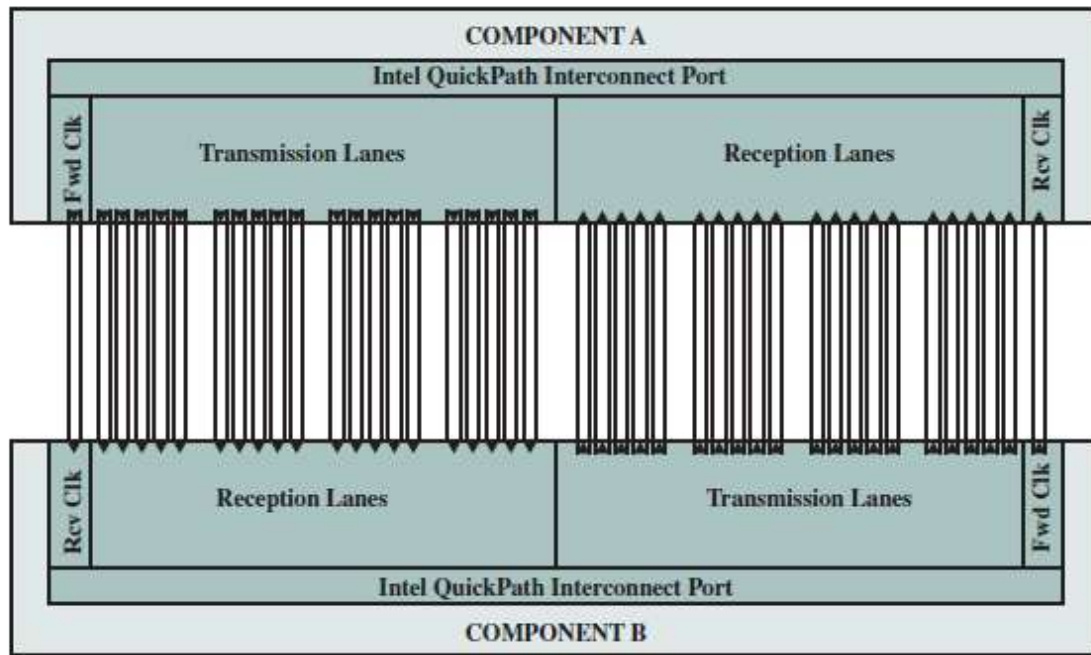 COMPONENT A
Intel QuickPath Interconnect Port
Fwd Clk
Transmission Lanes
Reception Lanes
Rcv Clk
Rcv Clk
Reception Lanes
Transmission Lanes
Fwd Clk
Intel QuickPath Interconnect Port
COMPONENT B